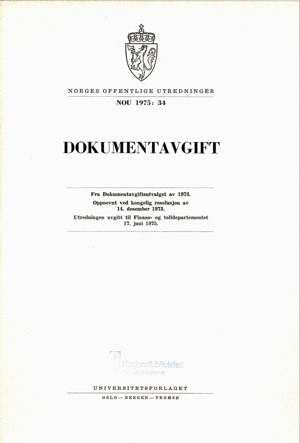 NORGES OFFENTLIGE UTREDNINGER
NOU 1975: 34
DOKUMENTAVGIFT
Fra Dokumentavgiftsutvalget av 1973.
Oppnevnt ved kongelig resolusjon av
14. desember 1973.
Utredningen avgitt til Finans- og tolldepartementet
17. juni 1975.
Nasjonalbiblioteket
UNIVERSITETSFORLAGET
OSLO — BERGEN — TROMSØ